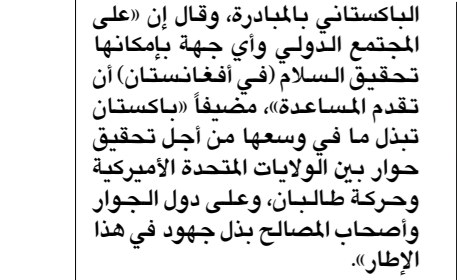 الباكستاني بالمبادرة، وقال إن «على
المجتمع الدولي وأي جهة بإمكانها
تحقيق السلام (في أفغانستان) أن
تقدم المساعدة»، مضيفاً «باكستان
تبذل ما في وسعها من أجل تحقيق
حوار بين الولايات المتحدة الأميركية
وحركة طالبان، وعلى دول الجوار
وأصحاب المصالح بذل جهود في هذا
الإطار».